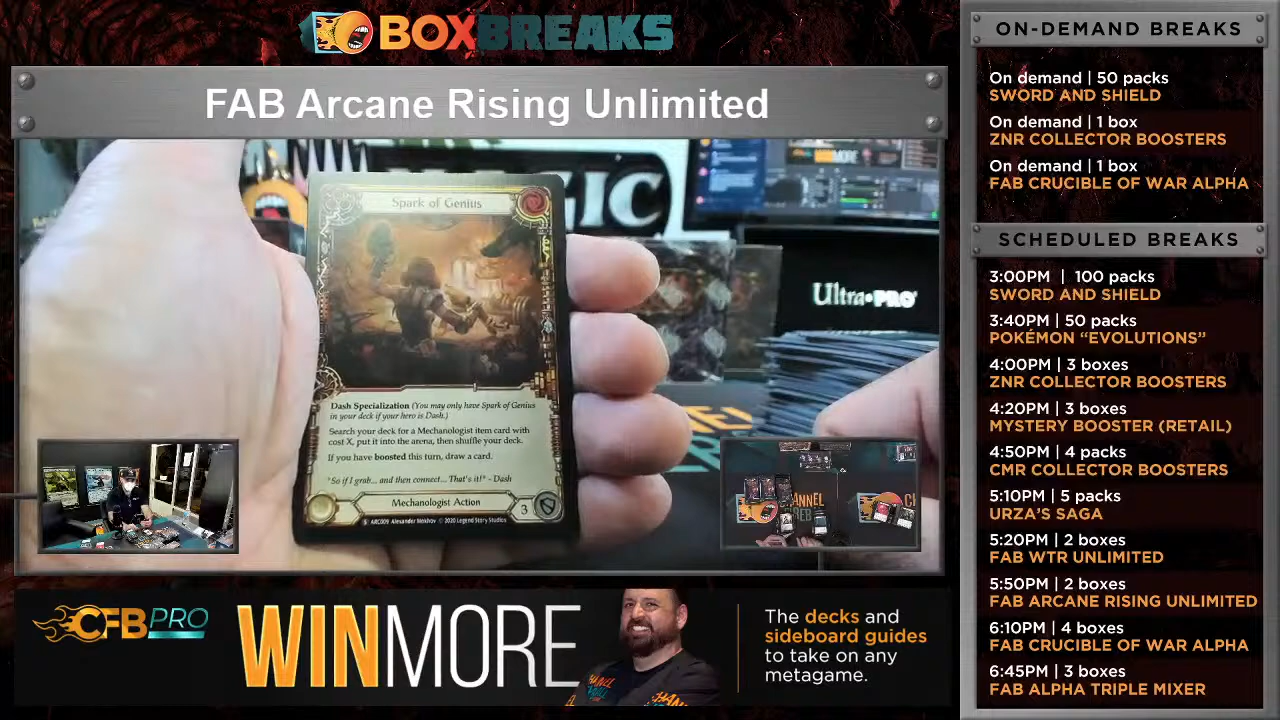 BOXBREAKS
FAB Arcane Rising Unlimited
Spark of Genius
Dash Specialization (You may only have Spark of Genius
in your deck if your hero is Dash.)
Search your deck for a Mechanologist item card with
cost X, put it into the arena, then shuffle your deck.
If you have boosted this turn, draw a card.
"So if I grab... and then connect... That's it!" - Dash
Mechanologist Action
3
Ultra•PRO
CFBPRO
WINMORE
The decks and
sideboard guides
to take on any
metagame.
ON-DEMAND BREAKS
On demand | 50 packs
SWORD AND SHIELD
On demand | 1 box
ZNR COLLECTOR BOOSTERS
On demand | 1 box
FAB CRUCIBLE OF WAR ALPHA
SCHEDULED BREAKS
3:00PM | 100 packs
SWORD AND SHIELD
3:40PM | 50 packs
POKÉMON “EVOLUTIONS”
4:00PM | 3 boxes
ZNR COLLECTOR BOOSTERS
4:20PM | 3 boxes
MYSTERY BOOSTER (RETAIL)
4:50PM | 4 packs
CMR COLLECTOR BOOSTERS
5:10PM | 5 packs
URZA’S SAGA
5:20PM | 2 boxes
FAB WTR UNLIMITED
5:50PM | 2 boxes
FAB ARCANE RISING UNLIMITED
6:10PM | 4 boxes
FAB CRUCIBLE OF WAR ALPHA
6:45PM | 3 boxes
FAB ALPHA TRIPLE MIXER